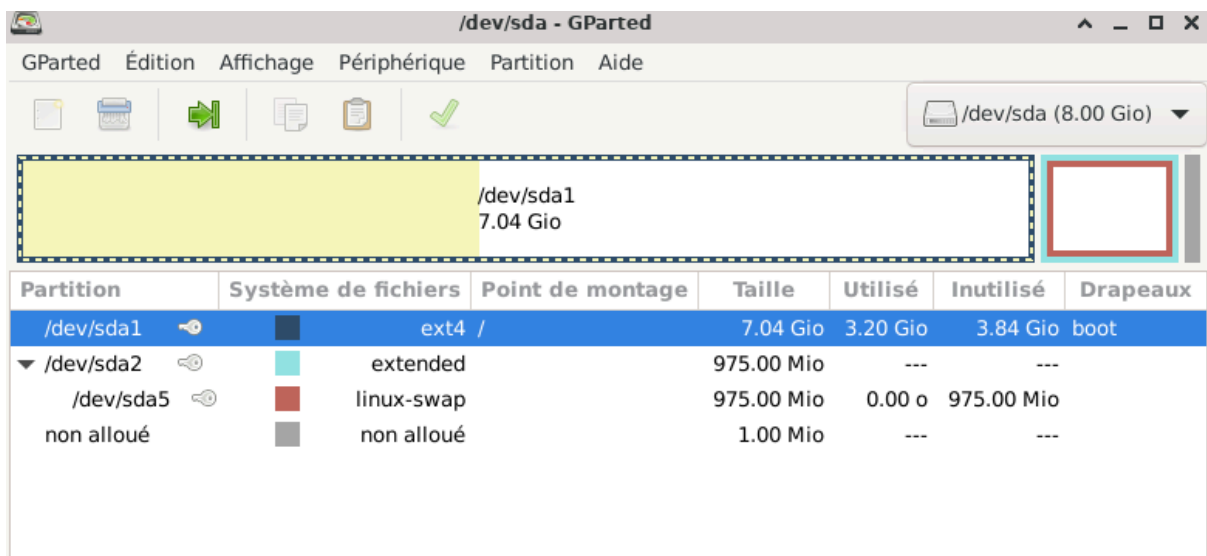 /dev/sda - GParted
GParted Édition Affichage Périphérique Partition Aide
/dev/sda (8.00 Gio)
/dev/sda1
7.04 Gio
Partition Système de fichiers Point de montage Taille Utilisé Inutilisé Drapeaux
/dev/sda1 ext4 / 7.04 Gio 3.20 Gio 3.84 Gio boot
/dev/sda2 extended 975.00 Mio --- ---
/dev/sda5 linux-swap 975.00 Mio 0.00 o 975.00 Mio
non alloué non alloué 1.00 Mio --- ---